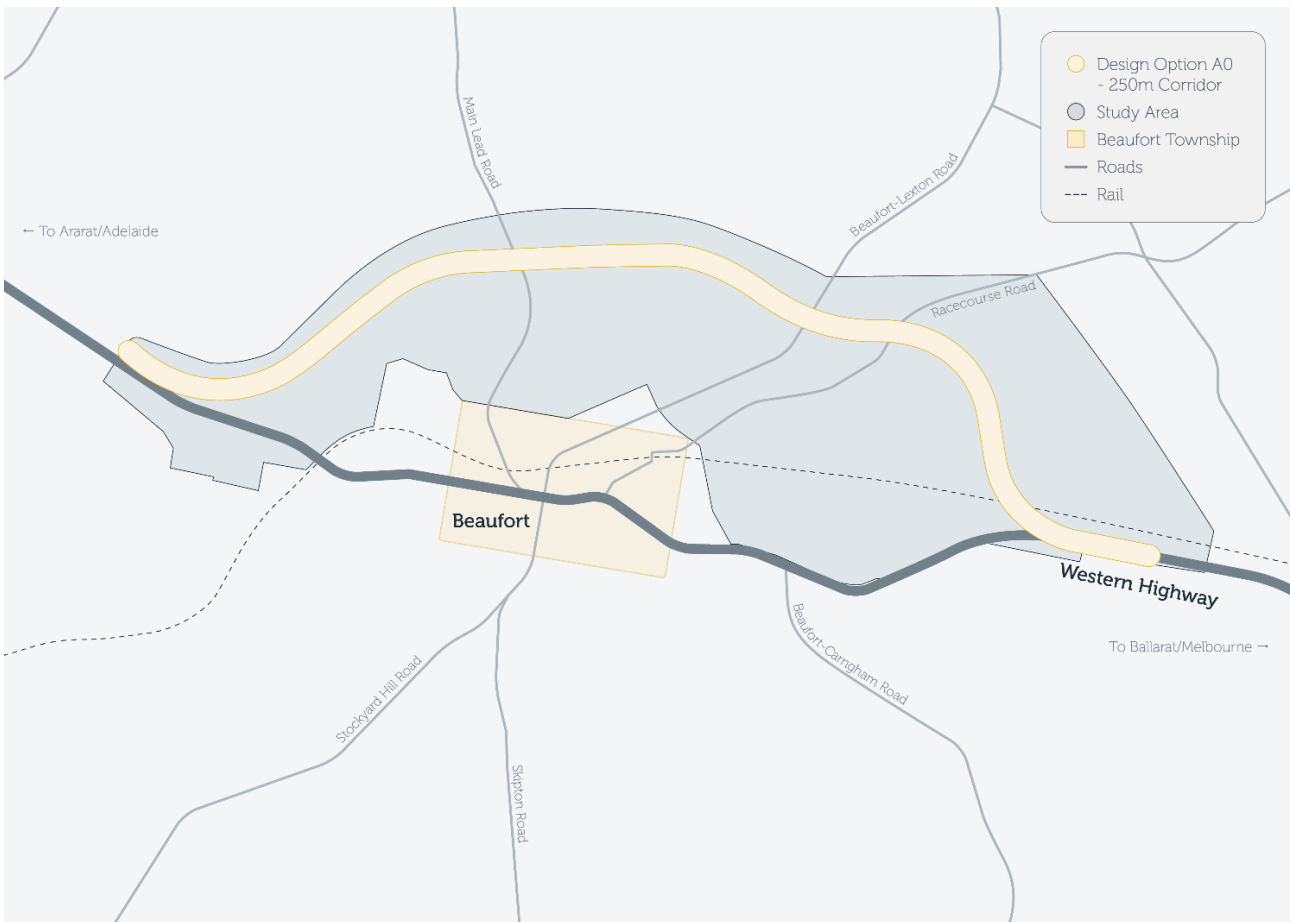 Design Option A0
- 250m Corridor
Study Area
Beaufort Township
Roads
Rail
Main Lead Road
Beaufort-Lexton Road
← To Ararat/Adelaide
Racecourse Road
Beaufort
Western Highway
To Ballarat/Melbourne →
Beaufort-Carngham Road
Stockyard Hill Road
Skipton Road